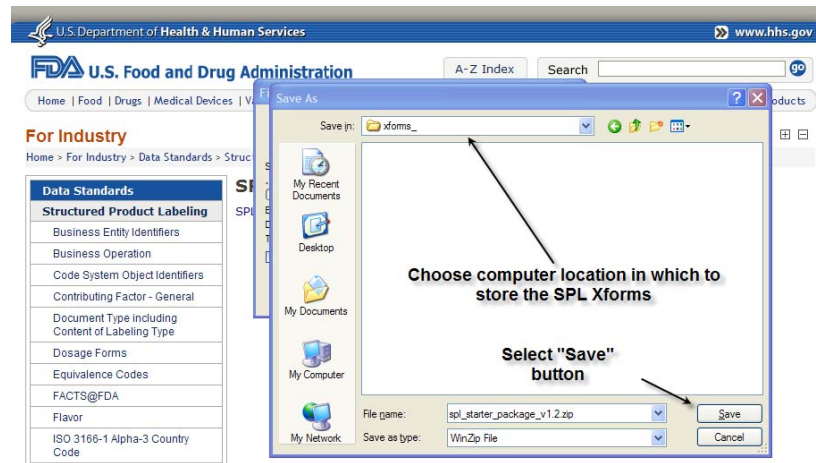 U.S. Department of Health & Human Services
www.hhs.gov
FDA U.S. Food and Drug Administration
A-Z Index
Search
go
Home | Food | Drugs | Medical Devices |
oducts
For Industry
Home > For Industry > Data Standards > Struc
Data Standards
Structured Product Labeling
Business Entity Identifiers
Business Operation
Code System Object Identifiers
Contributing Factor - General
Document Type including
Content of Labeling Type
Dosage Forms
Equivalence Codes
FACTS@FDA
Flavor
ISO 3166-1 Alpha-3 Country
Code
SPL
Save As
Save in:
xforms_
My Recent
Documents
Desktop
My Documents
My Computer
My Network
Choose computer location in which to
store the SPL Xforms
Select "Save"
button
File name:
spl_starter_package_v1.2.zip
Save
Save as type:
WinZip File
Cancel